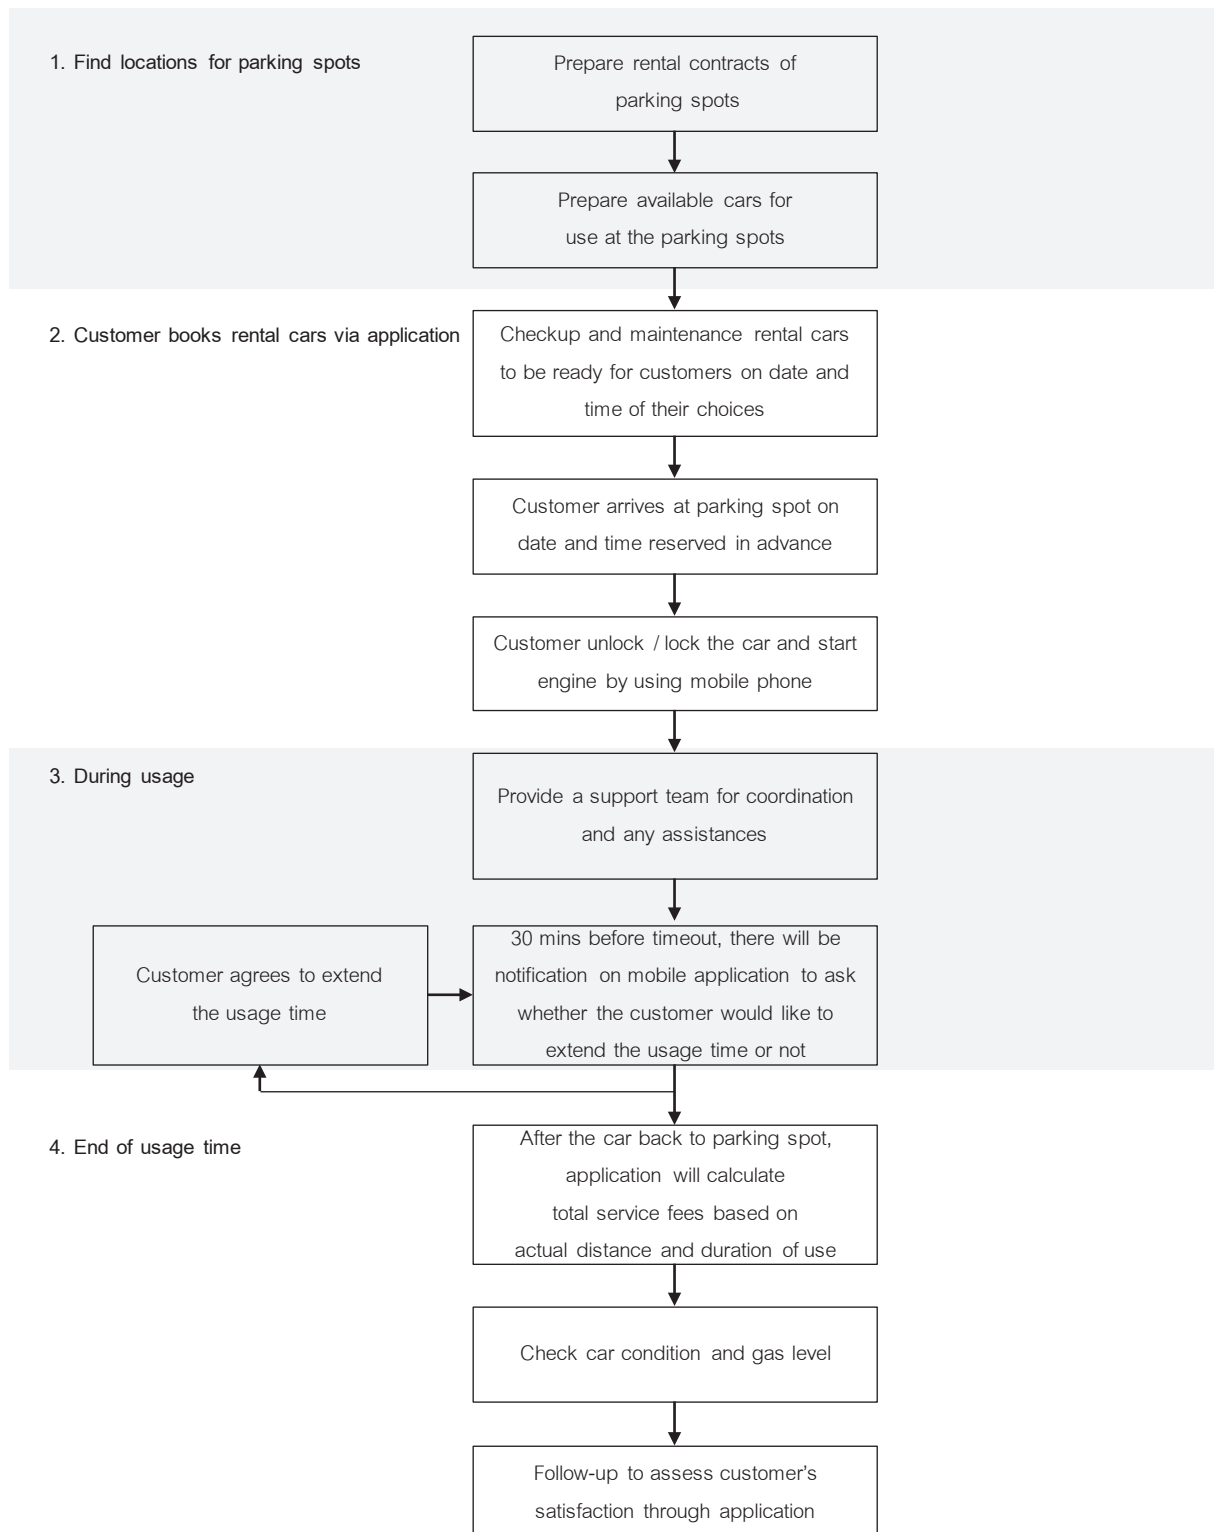 1. Find locations for parking spots
Prepare rental contracts of
parking spots
Prepare available cars for
use at the parking spots
2. Customer books rental cars via application
Checkup and maintenance rental cars
to be ready for customers on date and
time of their choices
Customer arrives at parking spot on
date and time reserved in advance
Customer unlock / lock the car and start
engine by using mobile phone
3. During usage
Provide a support team for coordination
and any assistances
Customer agrees to extend
the usage time
30 mins before timeout, there will be
notification on mobile application to ask
whether the customer would like to
extend the usage time or not
4. End of usage time
After the car back to parking spot,
application will calculate
total service fees based on
actual distance and duration of use
Check car condition and gas level
Follow-up to assess customer's
satisfaction through application